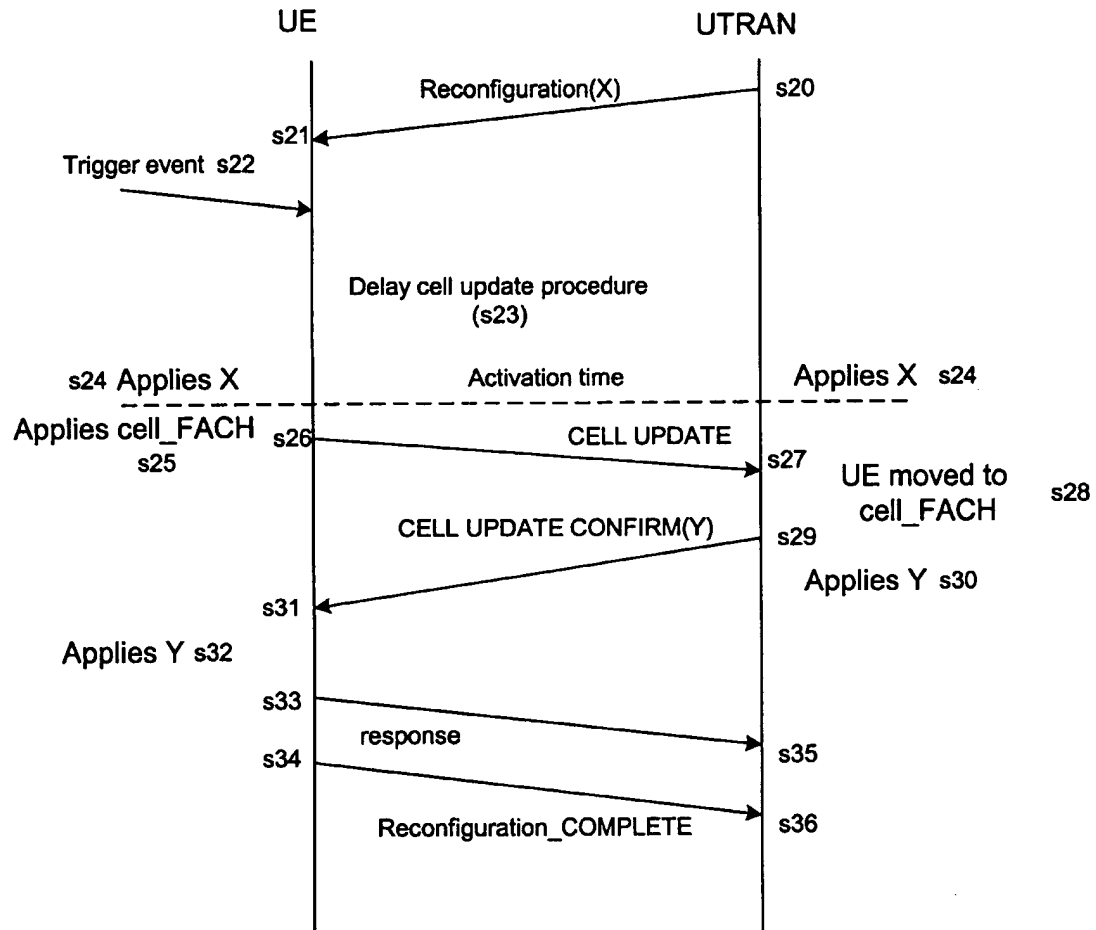 UE
UTRAN
Reconfiguration(X)
s20
s21
Trigger event s22
Delay cell update procedure
(s23)
s24 Applies X
Activation time
Applies X s24
Applies cell_FACH
s25
s26
CELL UPDATE
s27
UE moved to
cell_FACH
s28
CELL UPDATE CONFIRM(Y)
s29
Applies Y s30
s31
Applies Y s32
s33
response
s35
s34
Reconfiguration_COMPLETE
s36